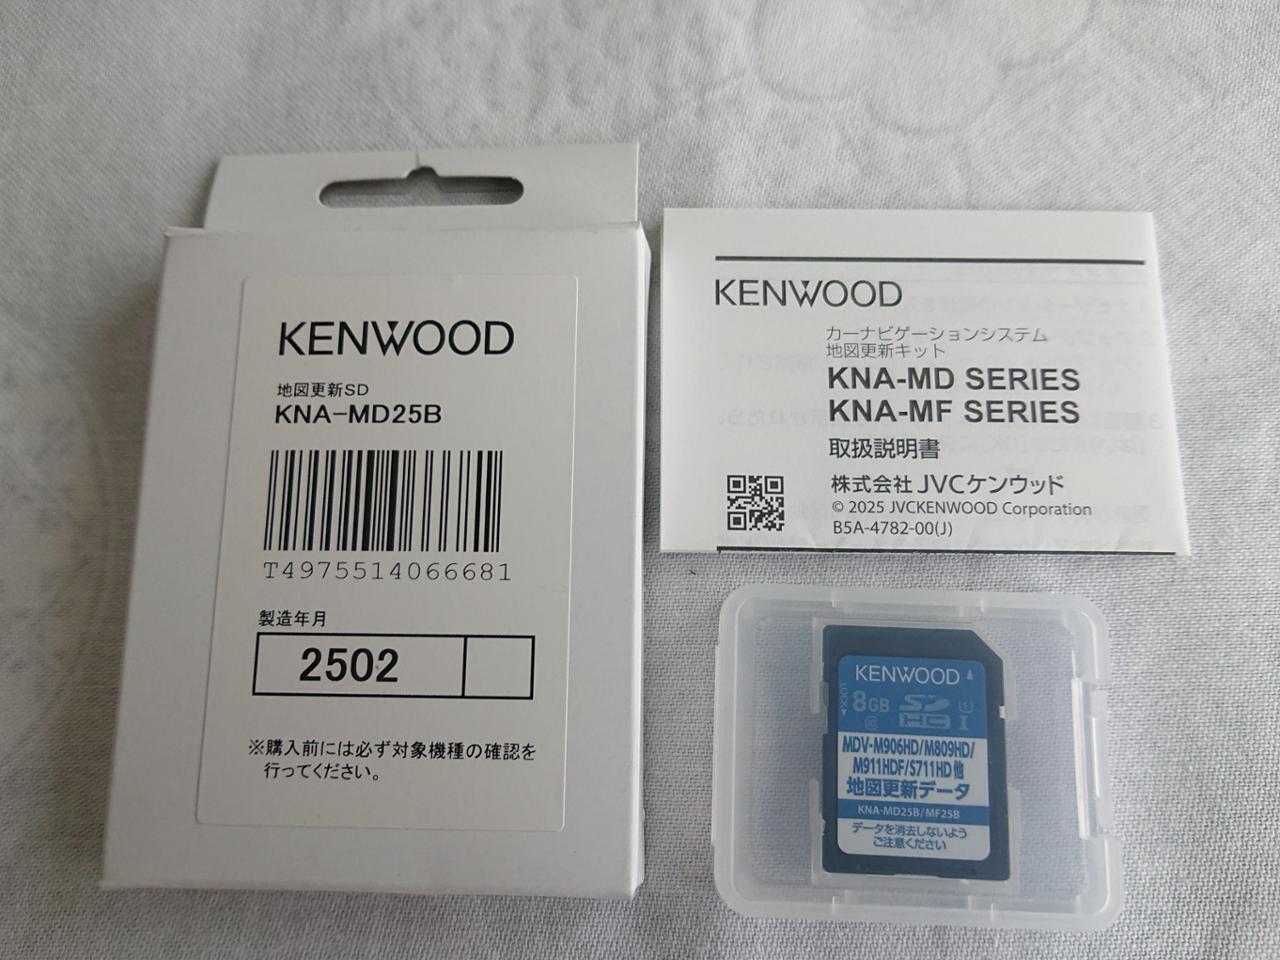 KENWOOD
地図更新SD
KNA-MD25B
T4975514066681
製造年月
2502
※購入前には必ず対象機種の確認を
行ってください。
KENWOOD
カーナビゲーションシステム
地図更新キット
KNA-MD SERIES
KNA-MF SERIES
取扱説明書
株式会社 JVCケンウッド
© 2025 JVCKENWOOD Corporation
B5A-4782-00(J)
KENWOOD
LOCK
8GB SD HC I
MDV-M906HD/M809HD/
M911HDF/S711HD 他
地図更新データ
KNA-MD25B/MF25B
データを消去しないよう
ご注意ください